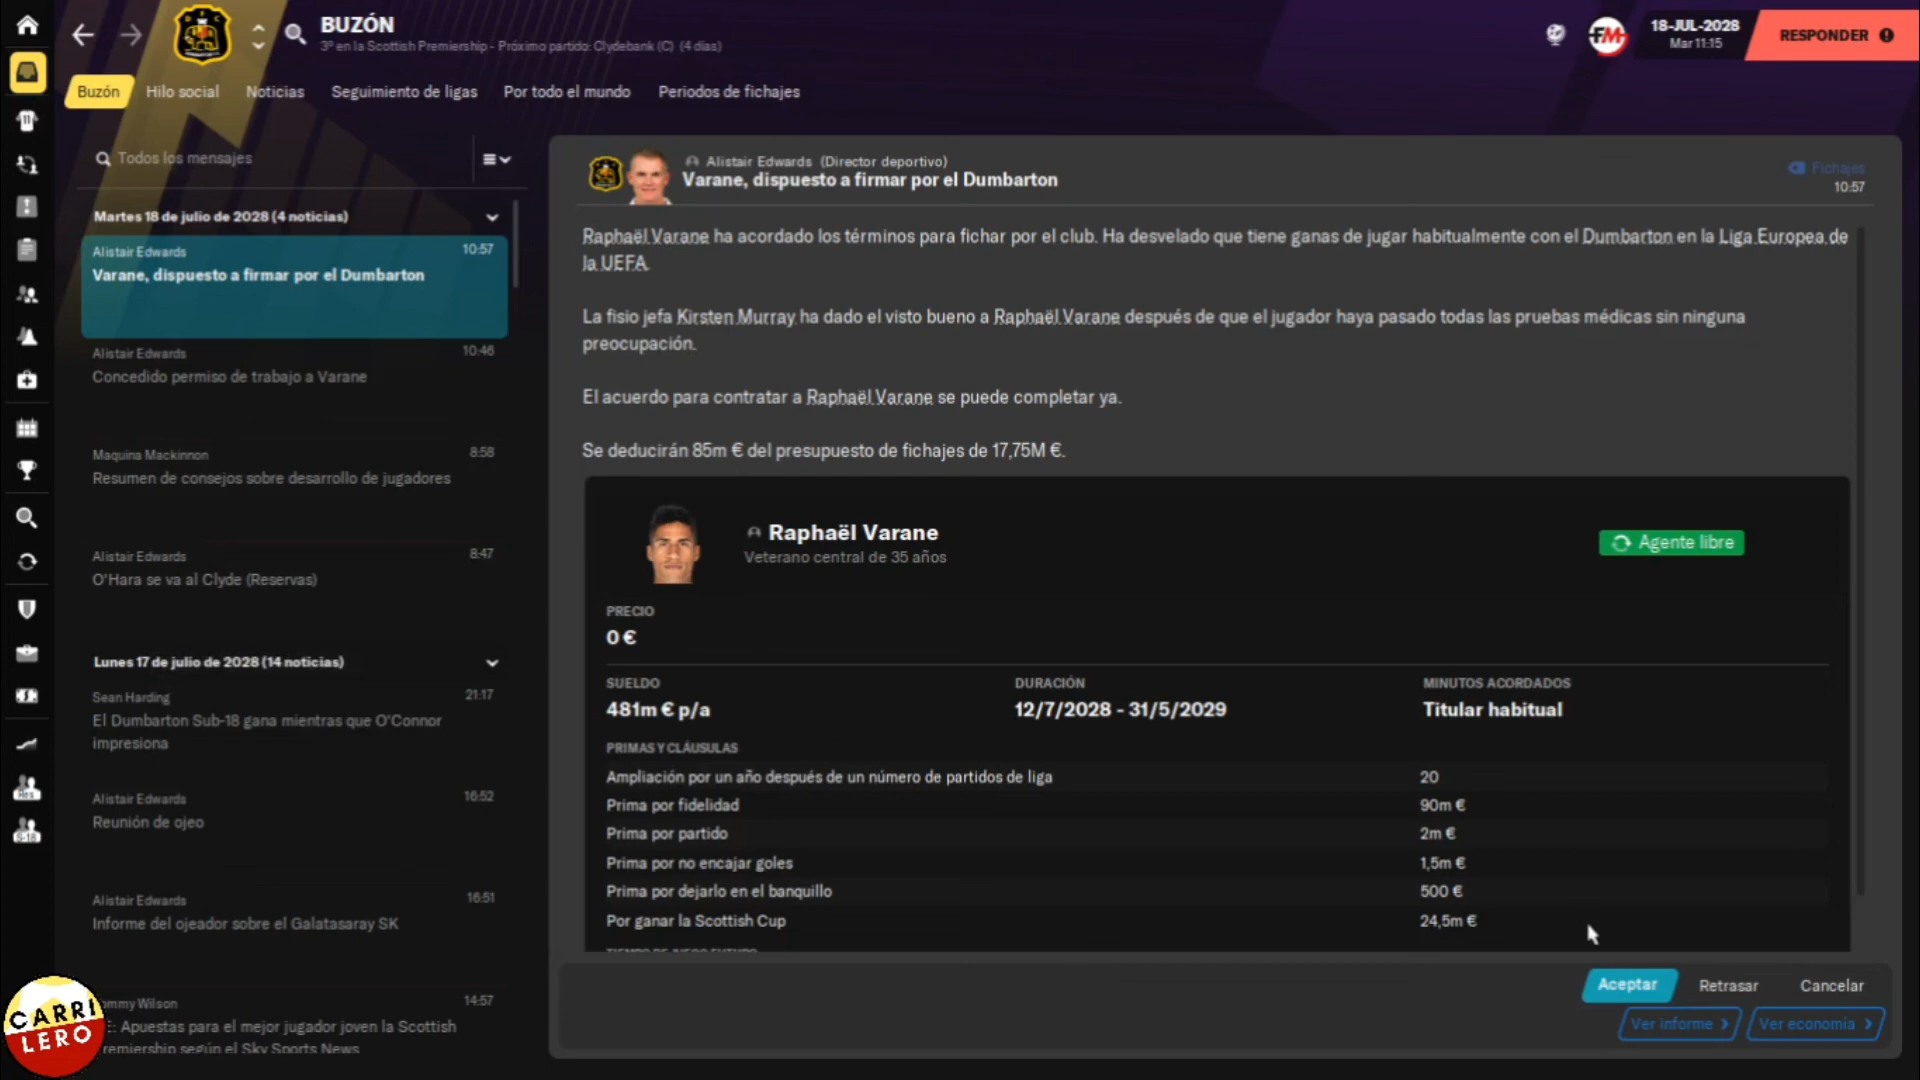 BUZÓN
3º en la Scottish Premiership - Próximo partido: Clydebank (C) (4 días)
FM
18-JUL-2028
Mar 11:15
RESPONDER
Buzón
Hilo social
Noticias
Seguimiento de ligas
Por todo el mundo
Periodos de fichajes
Todos los mensajes
Martes 18 de julio de 2028 (4 noticias)
Alistair Edwards 10:57
Varane, dispuesto a firmar por el Dumbarton
Alistair Edwards 10:46
Concedido permiso de trabajo a Varane
Maquina Mackinnon 8:58
Resumen de consejos sobre desarrollo de jugadores
Alistair Edwards 8:47
O'Hara se va al Clyde (Reservas)
Lunes 17 de julio de 2028 (14 noticias)
Sean Harding 21:17
El Dumbarton Sub-18 gana mientras que O'Connor
impresiona
Alistair Edwards 16:52
Reunión de ojeo
Alistair Edwards 16:51
Informe del ojeador sobre el Galatasaray SK
ommy Wilson 14:57
E: Apuestas para el mejor jugador joven la Scottish
remiership según el Sky Sports News
CARRI
LERO
Alistair Edwards (Director deportivo)
Varane, dispuesto a firmar por el Dumbarton
Fichajes
10:57
Raphaël Varane ha acordado los términos para fichar por el club. Ha desvelado que tiene ganas de jugar habitualmente con el Dumbarton en la Liga Europea de
la UEFA.
La fisio jefa Kirsten Murray ha dado el visto bueno a Raphaël Varane después de que el jugador haya pasado todas las pruebas médicas sin ninguna
preocupación.
El acuerdo para contratar a Raphaël Varane se puede completar ya.
Se deducirán 85m € del presupuesto de fichajes de 17,75M €.
Raphaël Varane
Veterano central de 35 años
Agente libre
PRECIO
0 €
SUELDO DURACIÓN MINUTOS ACORDADOS
481m € p/a 12/7/2028 - 31/5/2029 Titular habitual
PRIMAS Y CLÁUSULAS
Ampliación por un año después de un número de partidos de liga 20
Prima por fidelidad 90m €
Prima por partido 2m €
Prima por no encajar goles 1,5m €
Prima por dejarlo en el banquillo 500 €
Por ganar la Scottish Cup 24,5m €
Aceptar
Retrasar
Cancelar
Ver informe
Ver economía